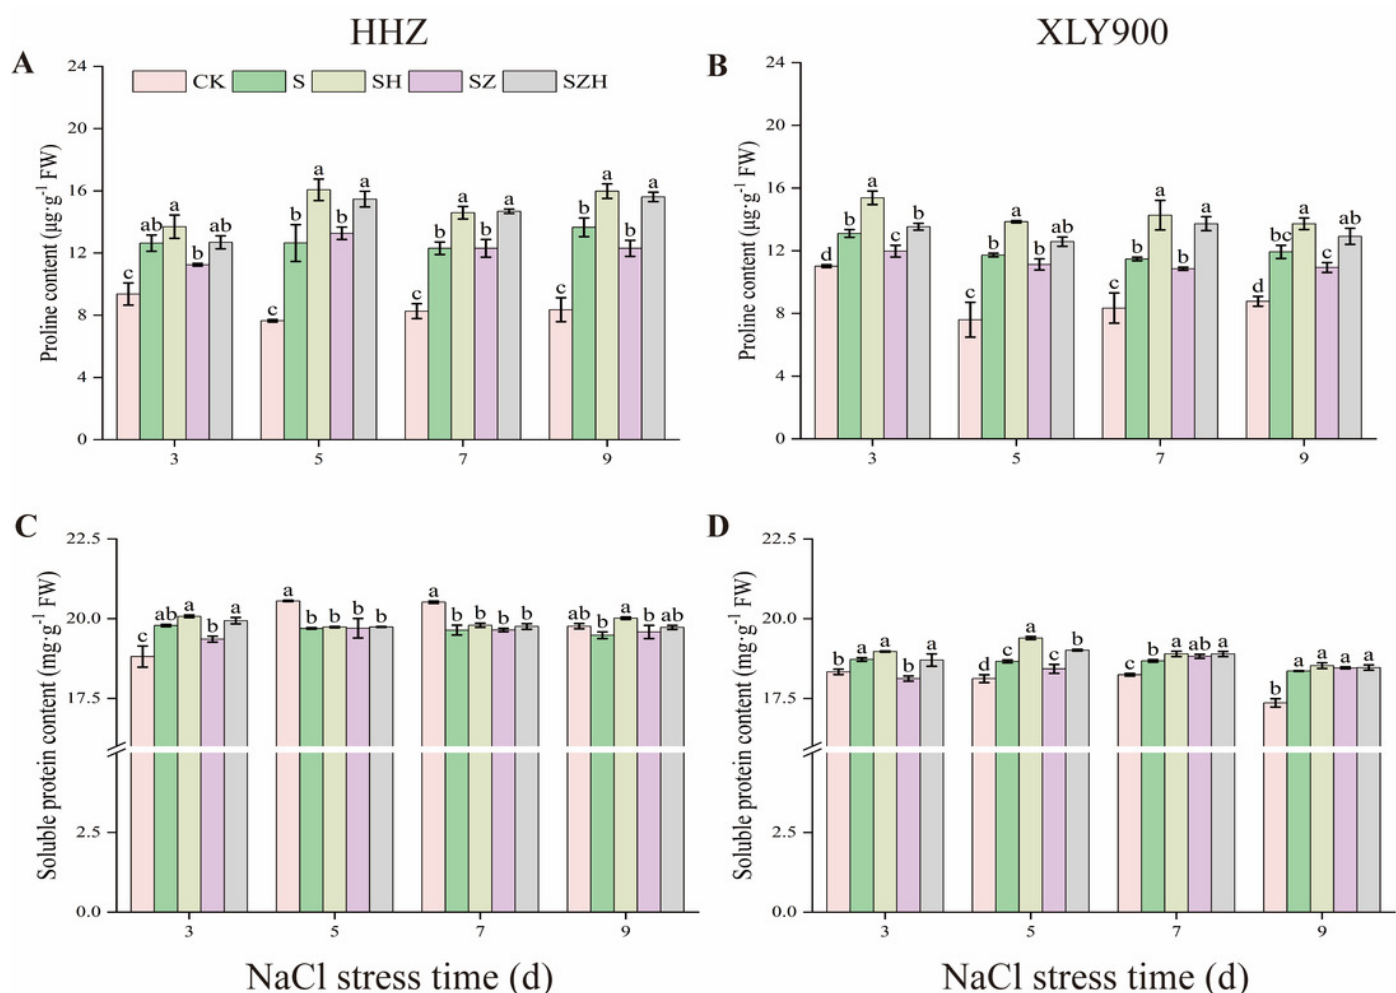 HHZ
XLY900
A
CK S SH SZ SZH
Proline content (μg·g⁻¹ FW)
24
20
16
12
8
4
0
c ab a b ab
c b a b a
c b a b a
c b a b a
3 5 7 9
B
Proline content (μg·g⁻¹ FW)
24
20
16
12
8
4
0
d b a c b
c b a b ab
c b a b a
d bc a c ab
3 5 7 9
C
Soluble protein content (mg·g⁻¹ FW)
22.5
20.0
17.5
2.5
0.0
c ab a b a
a b b b b
a b b b b
ab b a b ab
3 5 7 9
NaCl stress time (d)
D
Soluble protein content (mg·g⁻¹ FW)
22.5
20.0
17.5
2.5
0.0
b a a b a
d c a c b
c b a ab a
b a a a a
3 5 7 9
NaCl stress time (d)